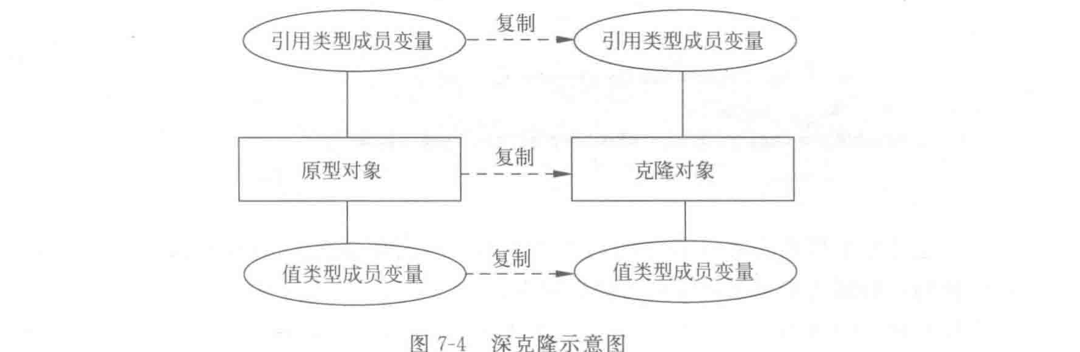 复制
引用类型成员变量 引用类型成员变量
复制
原型对象 克隆对象
复制
值类型成员变量 值类型成员变量
图 7-4 深克隆示意图